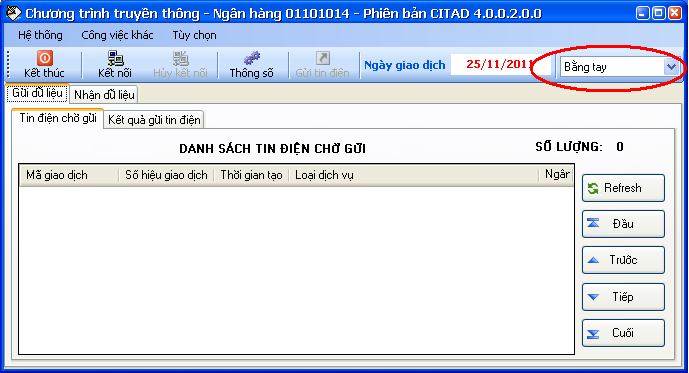 Chương trình truyền thông - Ngân hàng 01101014 - Phiên bản CITAD 4.0.0.2.0.0
Hệ thống Công việc khác Tùy chọn
Kết thúc Kết nối Hủy kết nối Thông số Gửi tin điện Ngày giao dịch 25/11/2011 Bằng tay
Gửi dữ liệu Nhận dữ liệu
Tin điện chờ gửi Kết quả gửi tin điện
DANH SÁCH TIN ĐIỆN CHỜ GỬI SỐ LƯỢNG: 0
Mã giao dịch Số hiệu giao dịch Thời gian tạo Loại dịch vụ Ngân
Refresh
Đầu
Trước
Tiếp
Cuối